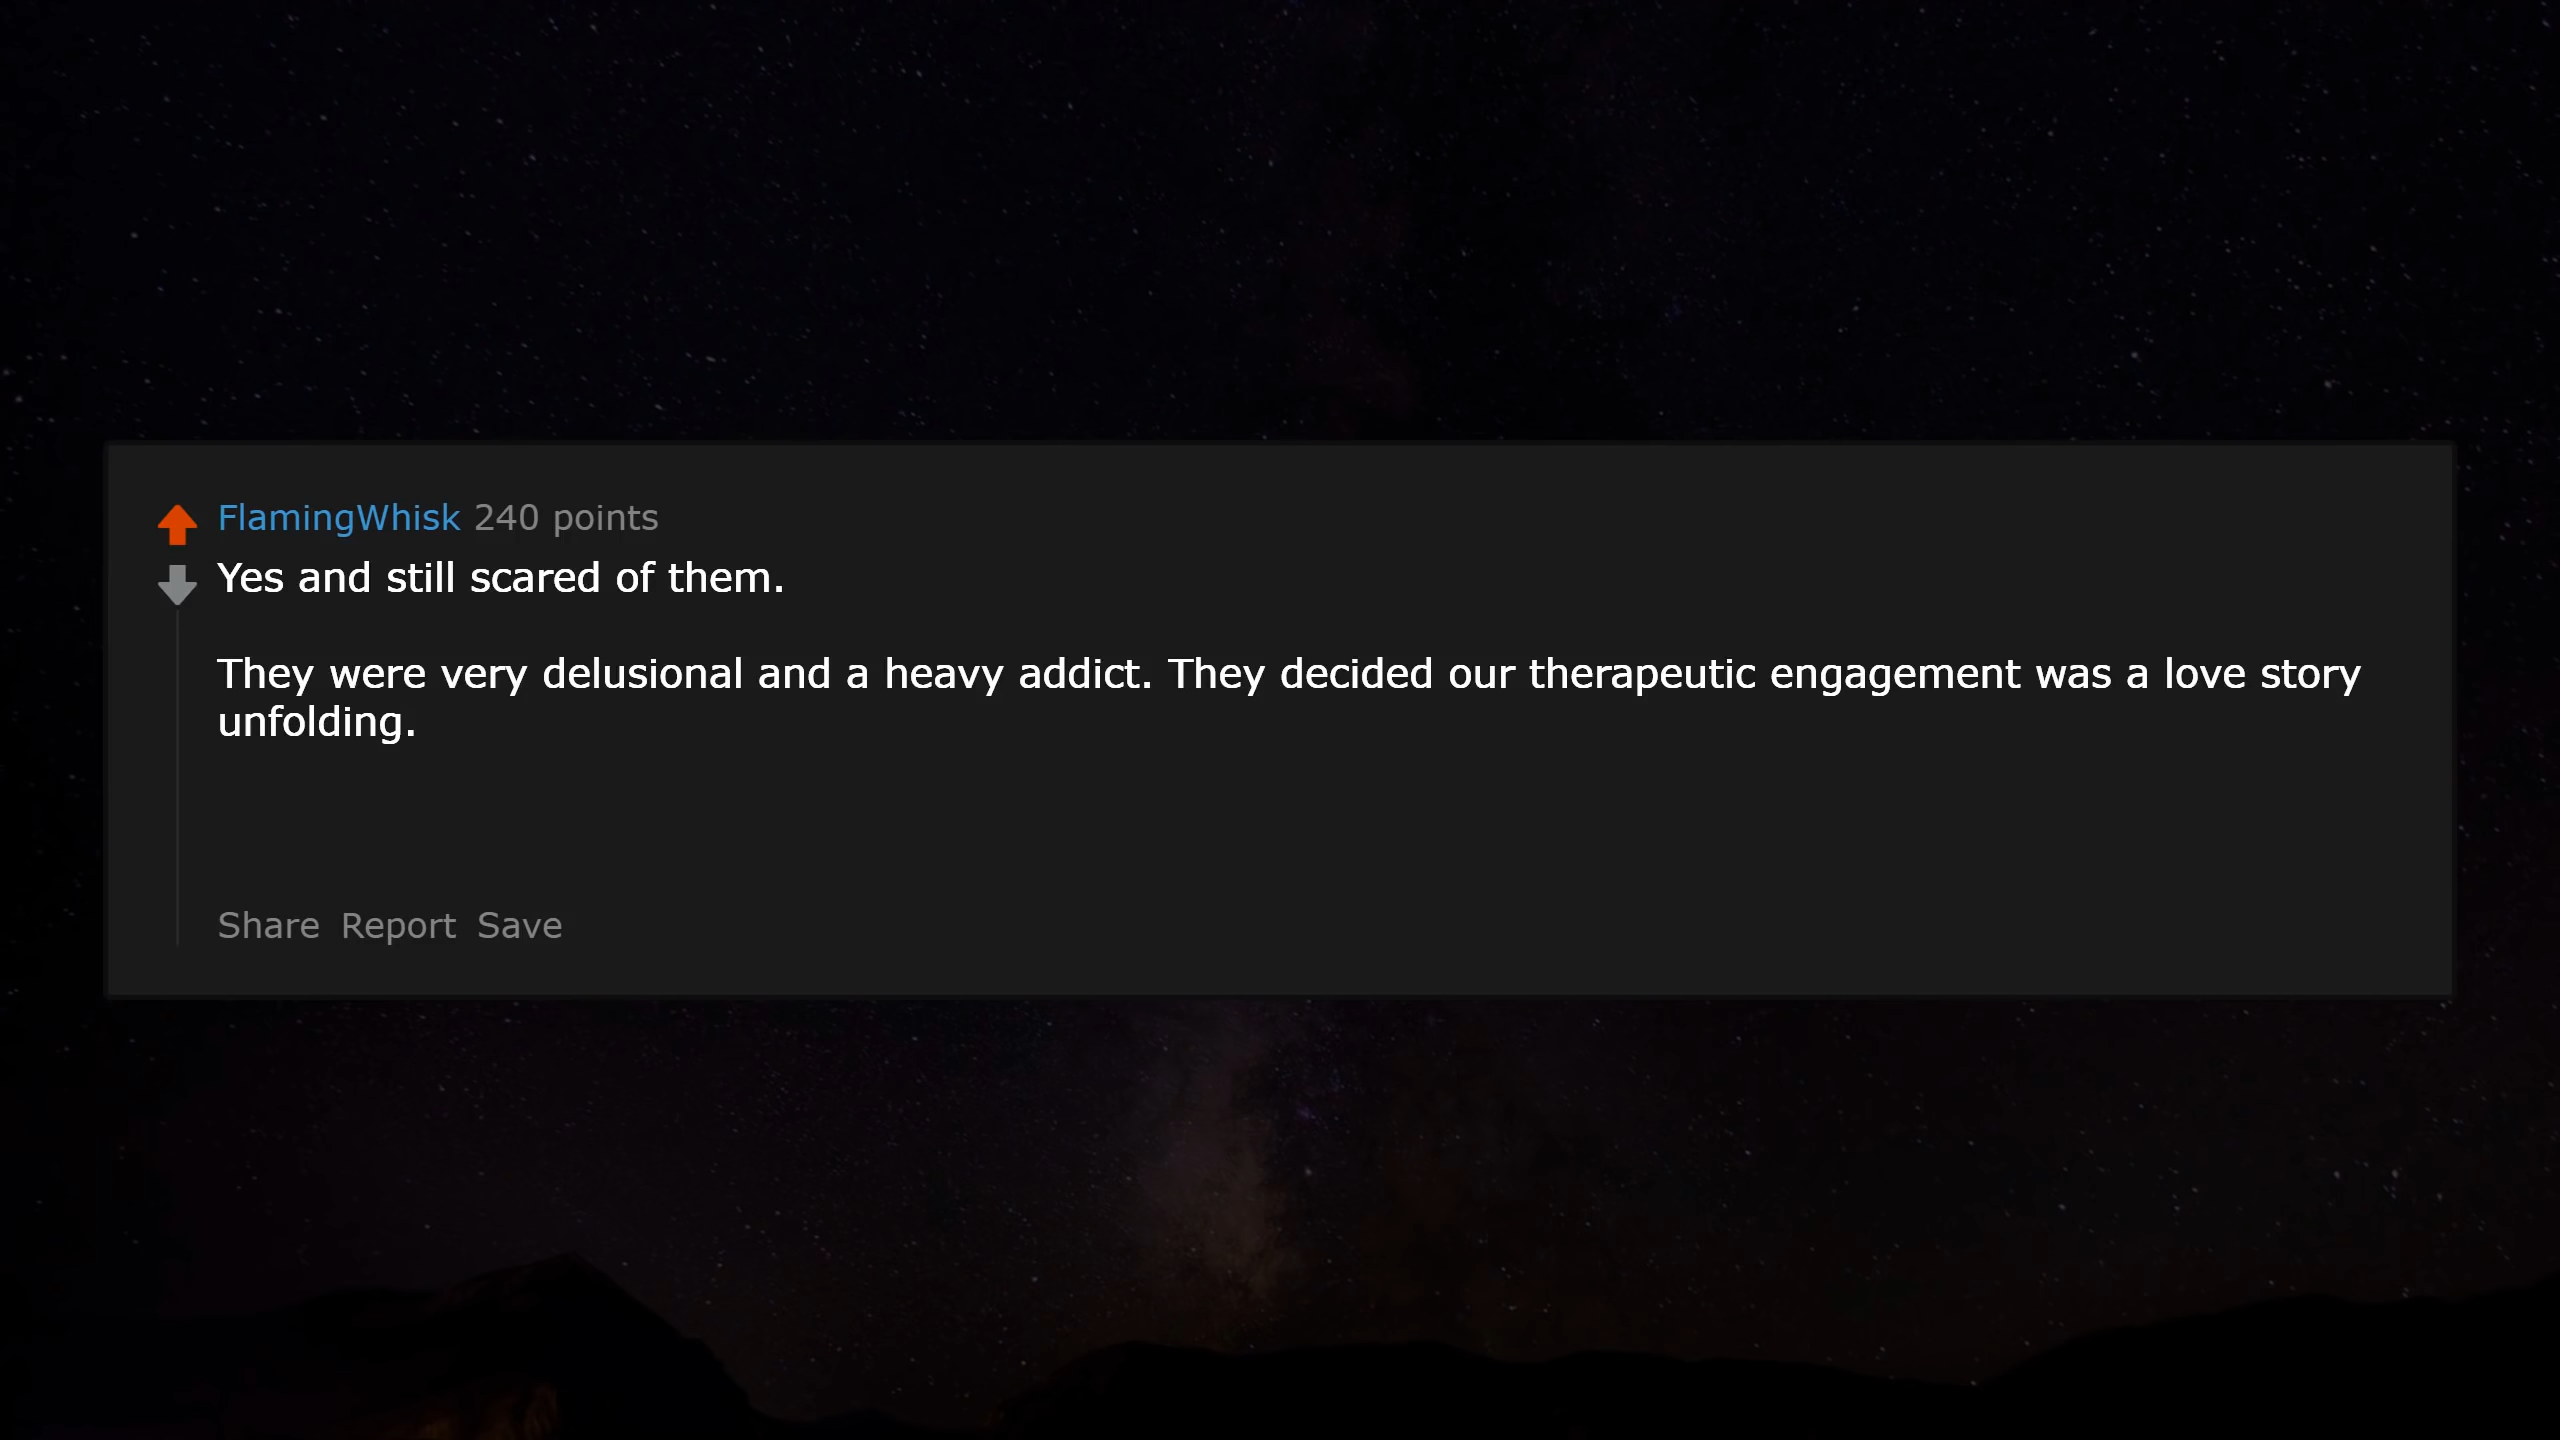 FlamingWhisk 240 points
Yes and still scared of them.
They were very delusional and a heavy addict. They decided our therapeutic engagement was a love story
unfolding.
Share Report Save